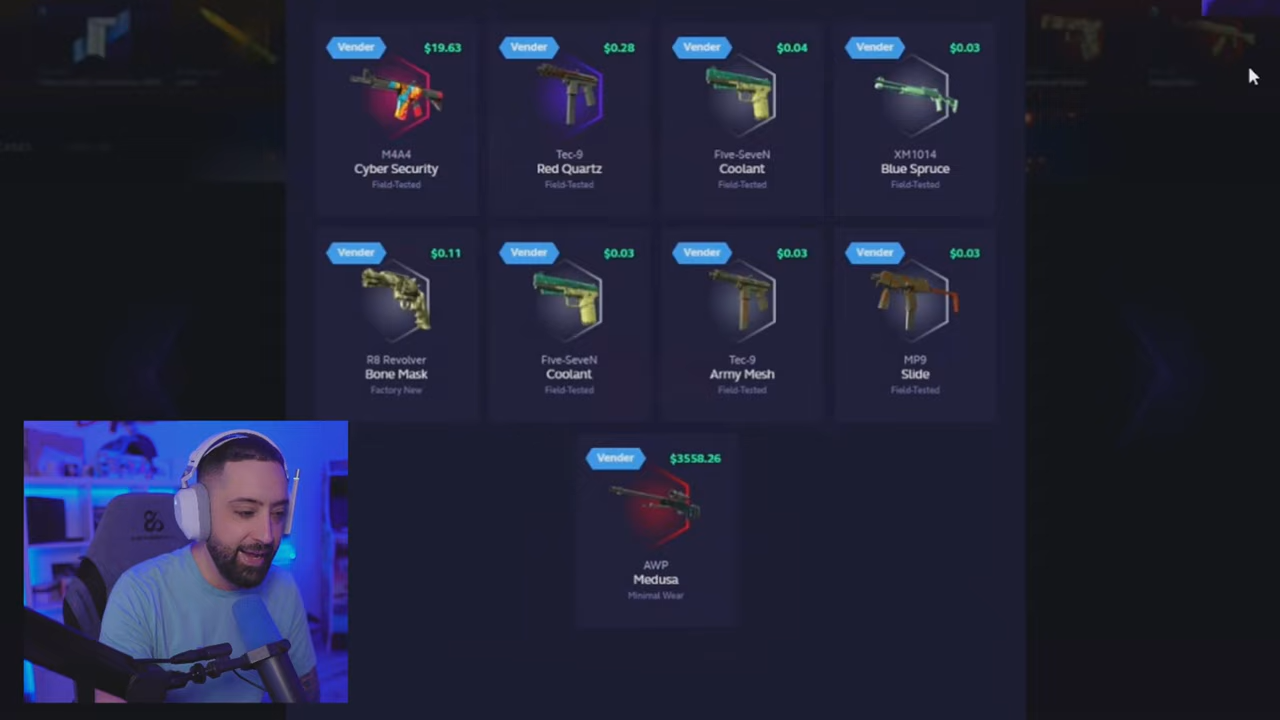 Vender $19.63
M4A4
Cyber Security
Field-Tested
Vender $0.28
Tec-9
Red Quartz
Field-Tested
Vender $0.04
Five-SeveN
Coolant
Field-Tested
Vender $0.03
XM1014
Blue Spruce
Field-Tested
Vender $0.11
R8 Revolver
Bone Mask
Factory New
Vender $0.03
Five-SeveN
Coolant
Field-Tested
Vender $0.03
Tec-9
Army Mesh
Field-Tested
Vender $0.03
MP9
Slide
Field-Tested
Vender $3558.26
AWP
Medusa
Minimal Wear